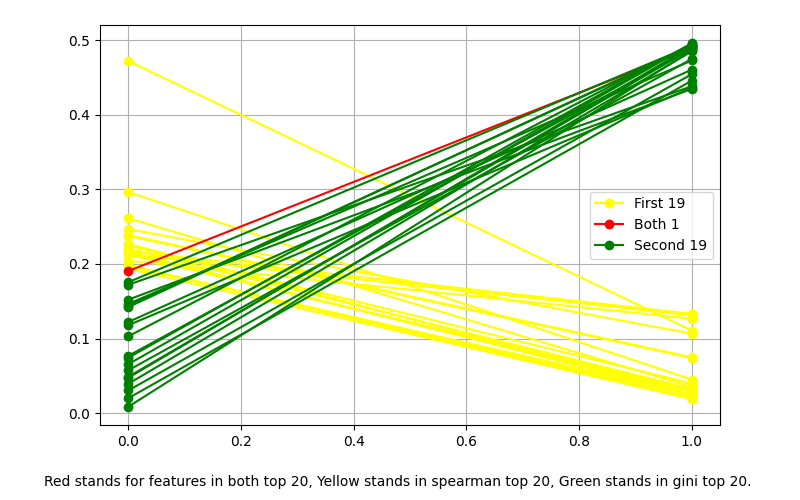 0.5
0.4
0.3
0.2
0.1
0.0
First 19
Both 1
Second 19
0.0 0.2 0.4 0.6 0.8 1.0
Red stands for features in both top 20, Yellow stands in spearman top 20, Green stands in gini top 20.